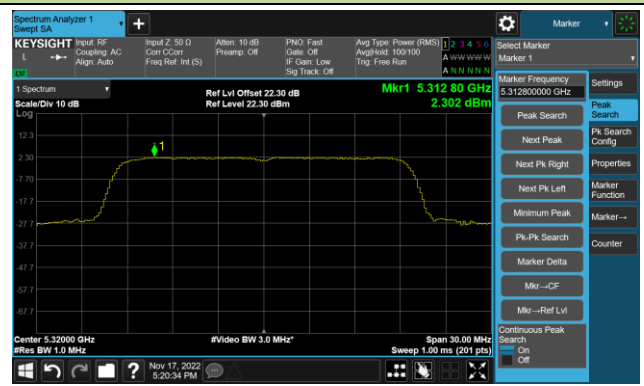 Spectrum Analyzer 1
Swept SA
+
Marker
KEYSIGHT
L
Input: RF
Coupling: AC
Align: Auto
Input Z: 50 Ω
Corr CCorr
Freq Ref: Int (S)
Atten: 10 dB
Preamp: Off
PNO: Fast
Gate: Off
IF Gain: Low
Sig Track: Off
Avg Type: Power (RMS)
Avg|Hold: 100/100
Trig: Free Run
1 2 3 4 5 6
A W W W W W
A N N N N N
Select Marker
Marker 1
1 Spectrum
Scale/Div 10 dB
Log
Ref Lvl Offset 22.30 dB
Ref Level 22.30 dBm
Mkr1 5.312 80 GHz
2.302 dBm
1
12.3
2.30
-7.70
-17.7
-27.7
-37.7
-47.7
-57.7
-67.7
Center 5.32000 GHz
#Res BW 1.0 MHz
#Video BW 3.0 MHz*
Span 30.00 MHz
Sweep 1.00 ms (201 pts)
Marker Frequency
5.312800000 GHz
Peak Search
Next Peak
Next Pk Right
Next Pk Left
Minimum Peak
Pk-Pk Search
Marker Delta
Mkr→CF
Mkr→Ref Lvl
Continuous Peak
Search
On
Off
Settings
Peak
Search
Pk Search
Config
Properties
Marker
Function
Marker→
Counter
?
Nov 17, 2022
5:20:34 PM